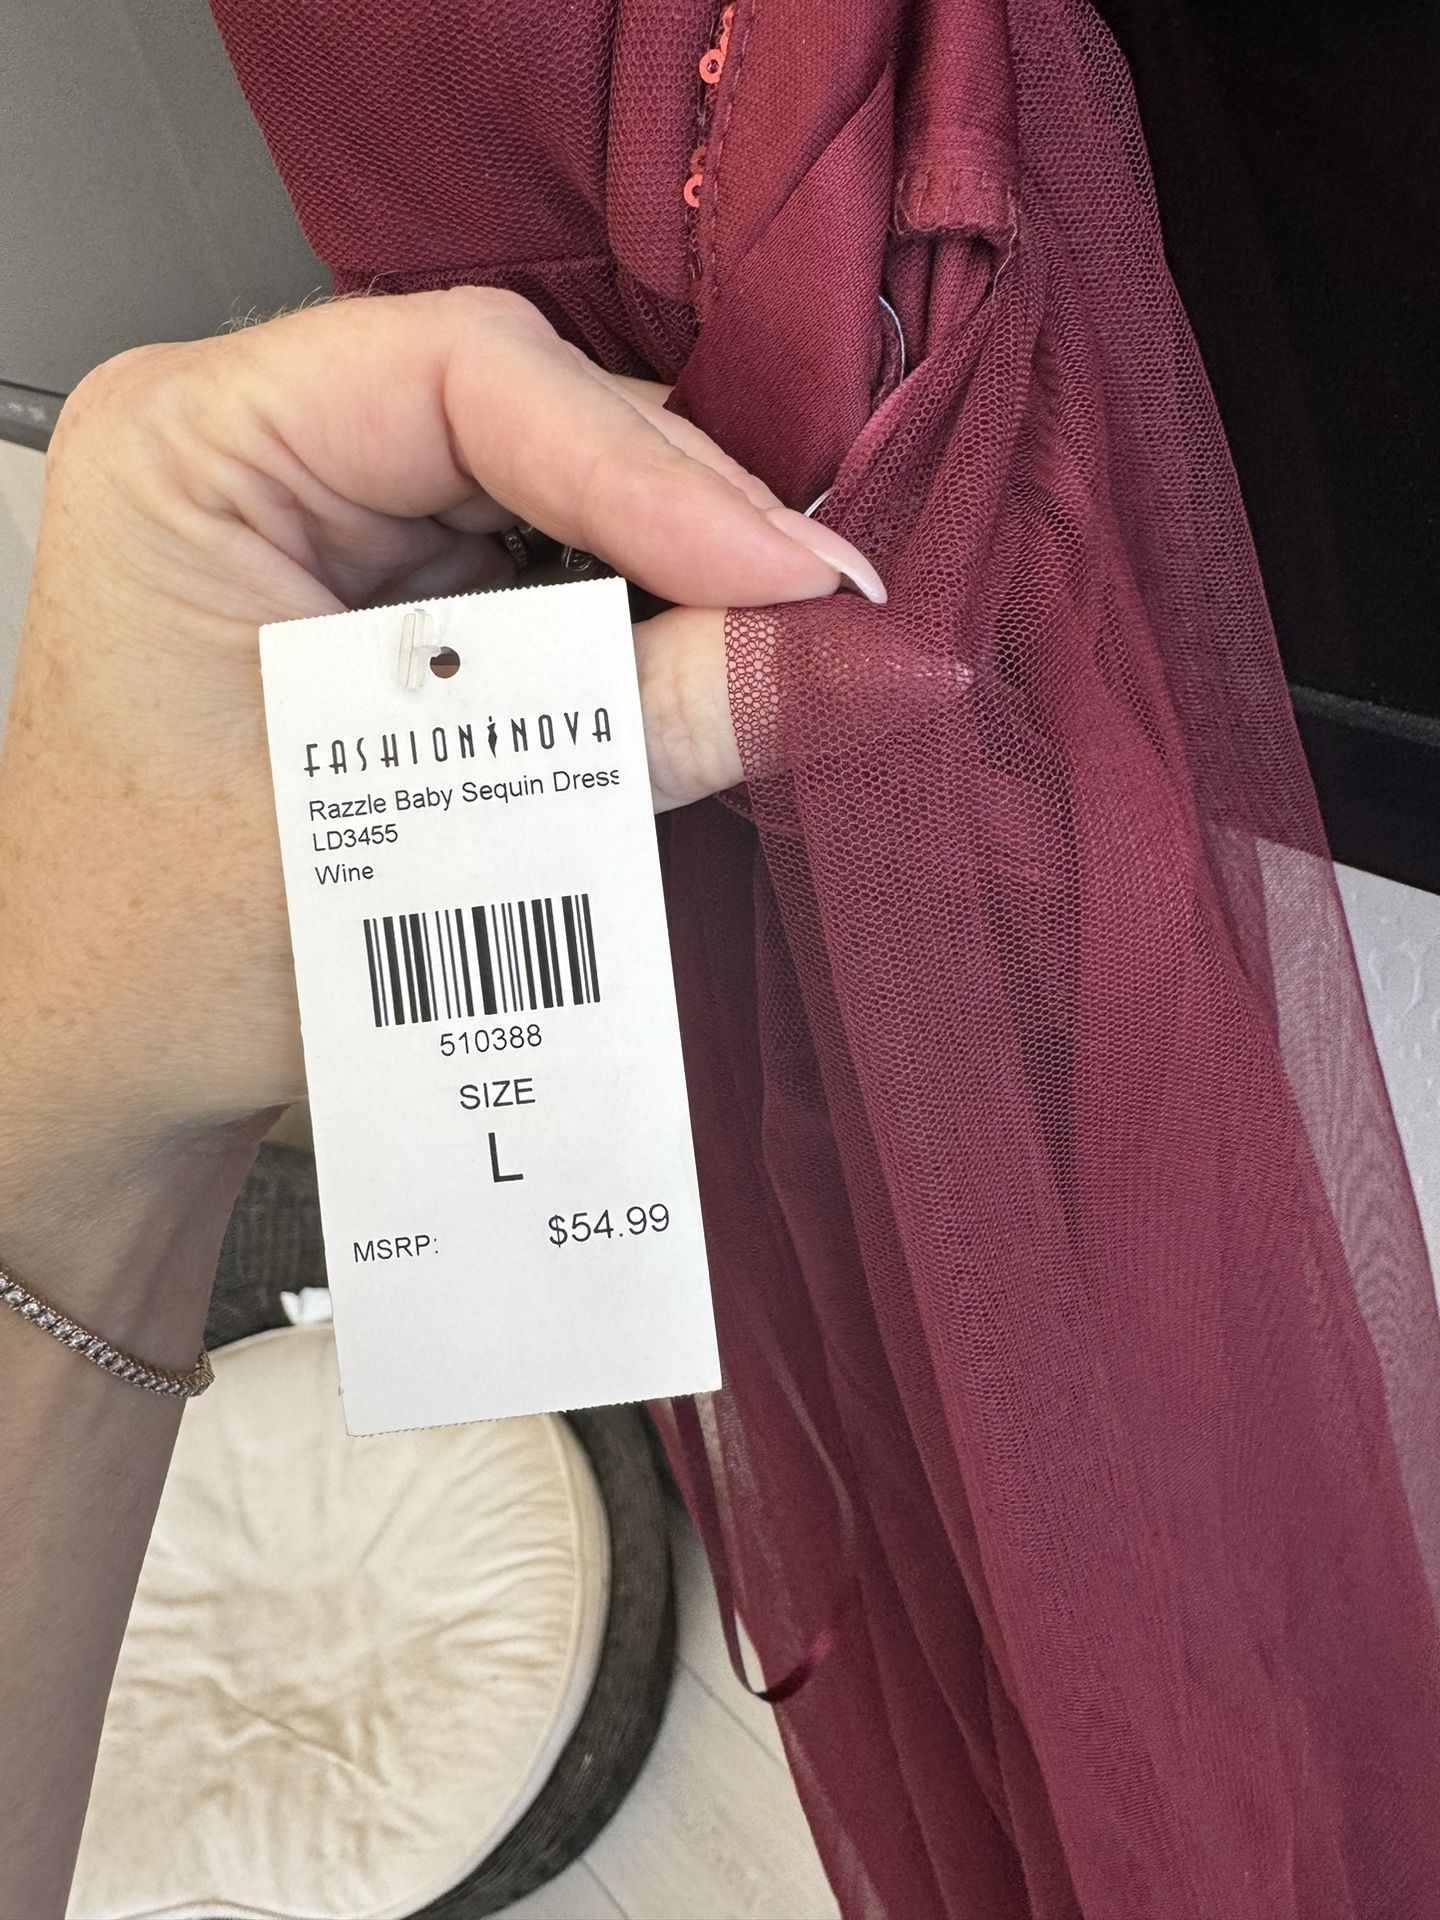 FASHION NOVA
Razzle Baby Sequin Dress
LD3455
Wine
510388
SIZE
L
MSRP: $54.99